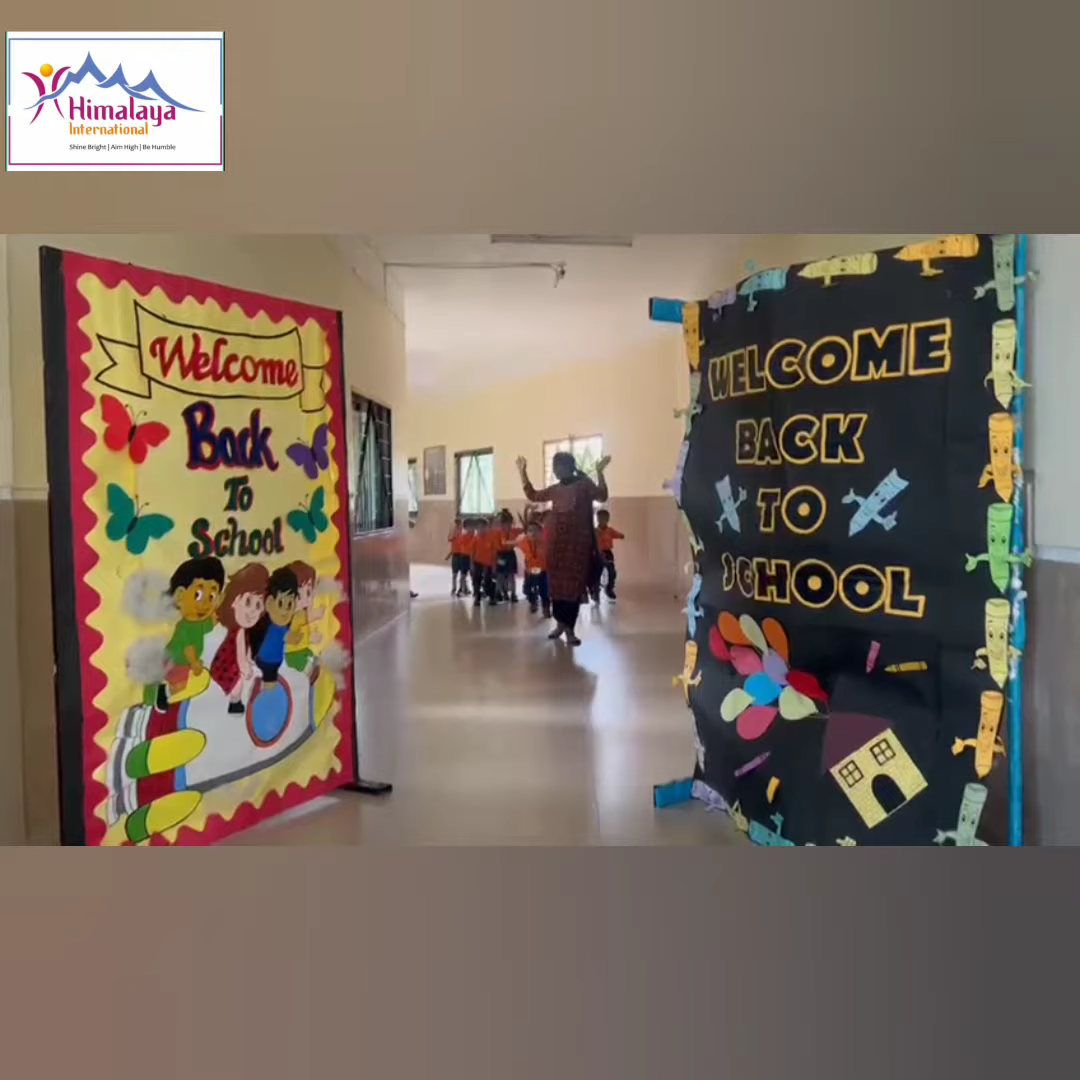 Himalaya
International
Shine Bright | Aim High | Be Humble
Welcome
Back
To
School
WELCOME
BACK
TO
SCHOOL